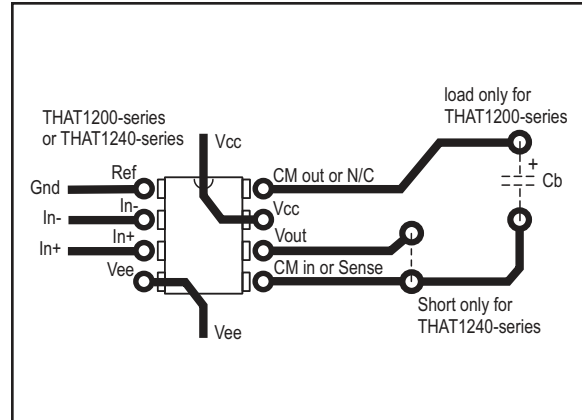 THAT1200-series
or THAT1240-series
Vcc
load only for
THAT1200-series
Ref
CM out or N/C
Gnd
+
Cb
In-
In-
Vcc
In+
In+
Vout
Vee
CM in or Sense
Short only for
THAT1240-series
Vee